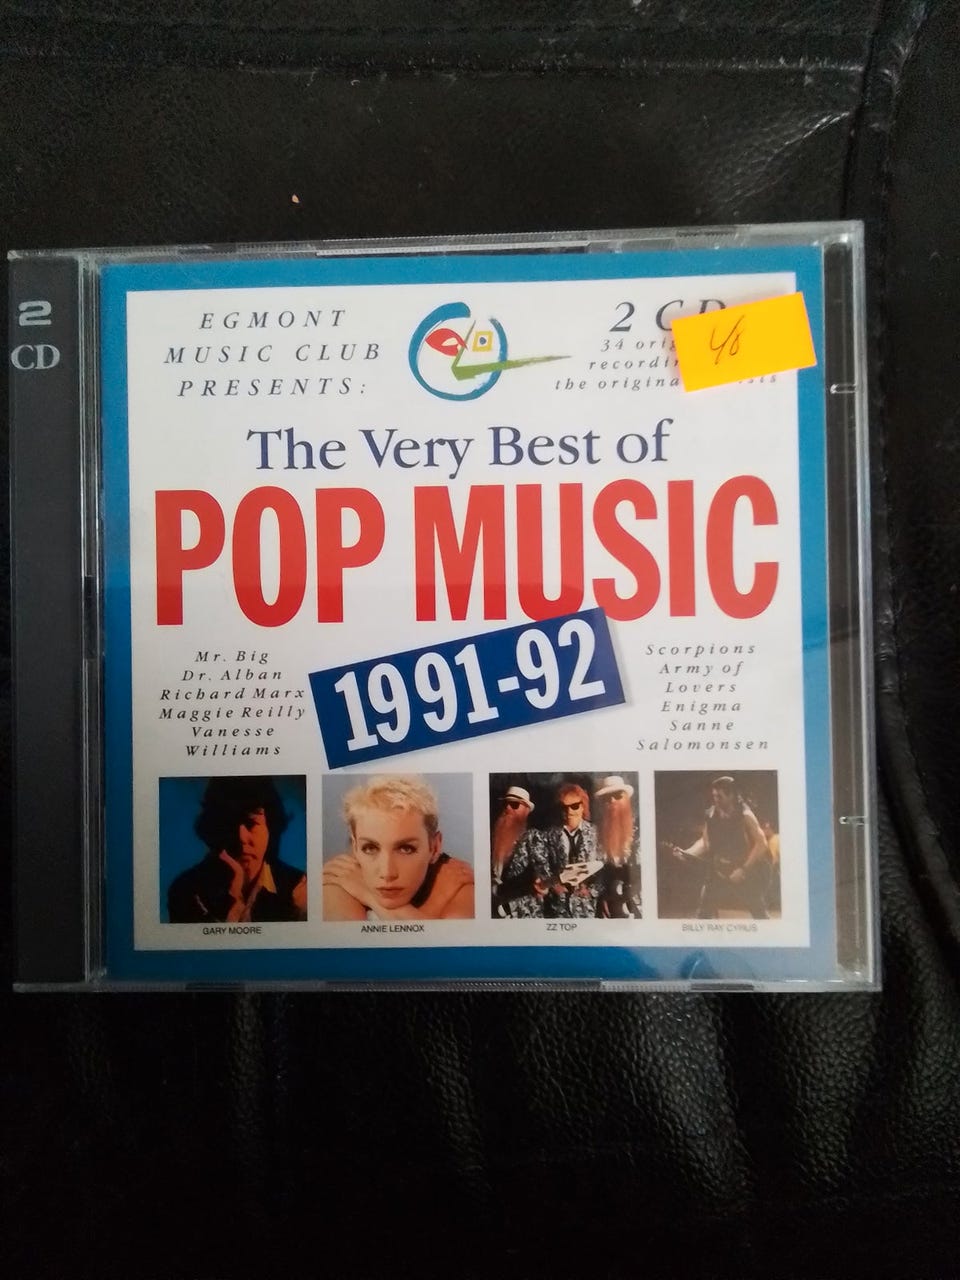 2
CD
EGMONT
MUSIC CLUB
PRESENTS:
2 CD
34
the
The Very Best of
POP MUSIC
1991-92
Mr. Big
Dr. Alban
Richard Marx
Maggie Reilly
Vanesse
Williams
Scorpions
Army of
Lovers
Enigma
Sanne
Salomonsen
GARY MOORE
ANNIE LENNOX
ZZ TOP
BILLY RAY CYRUS